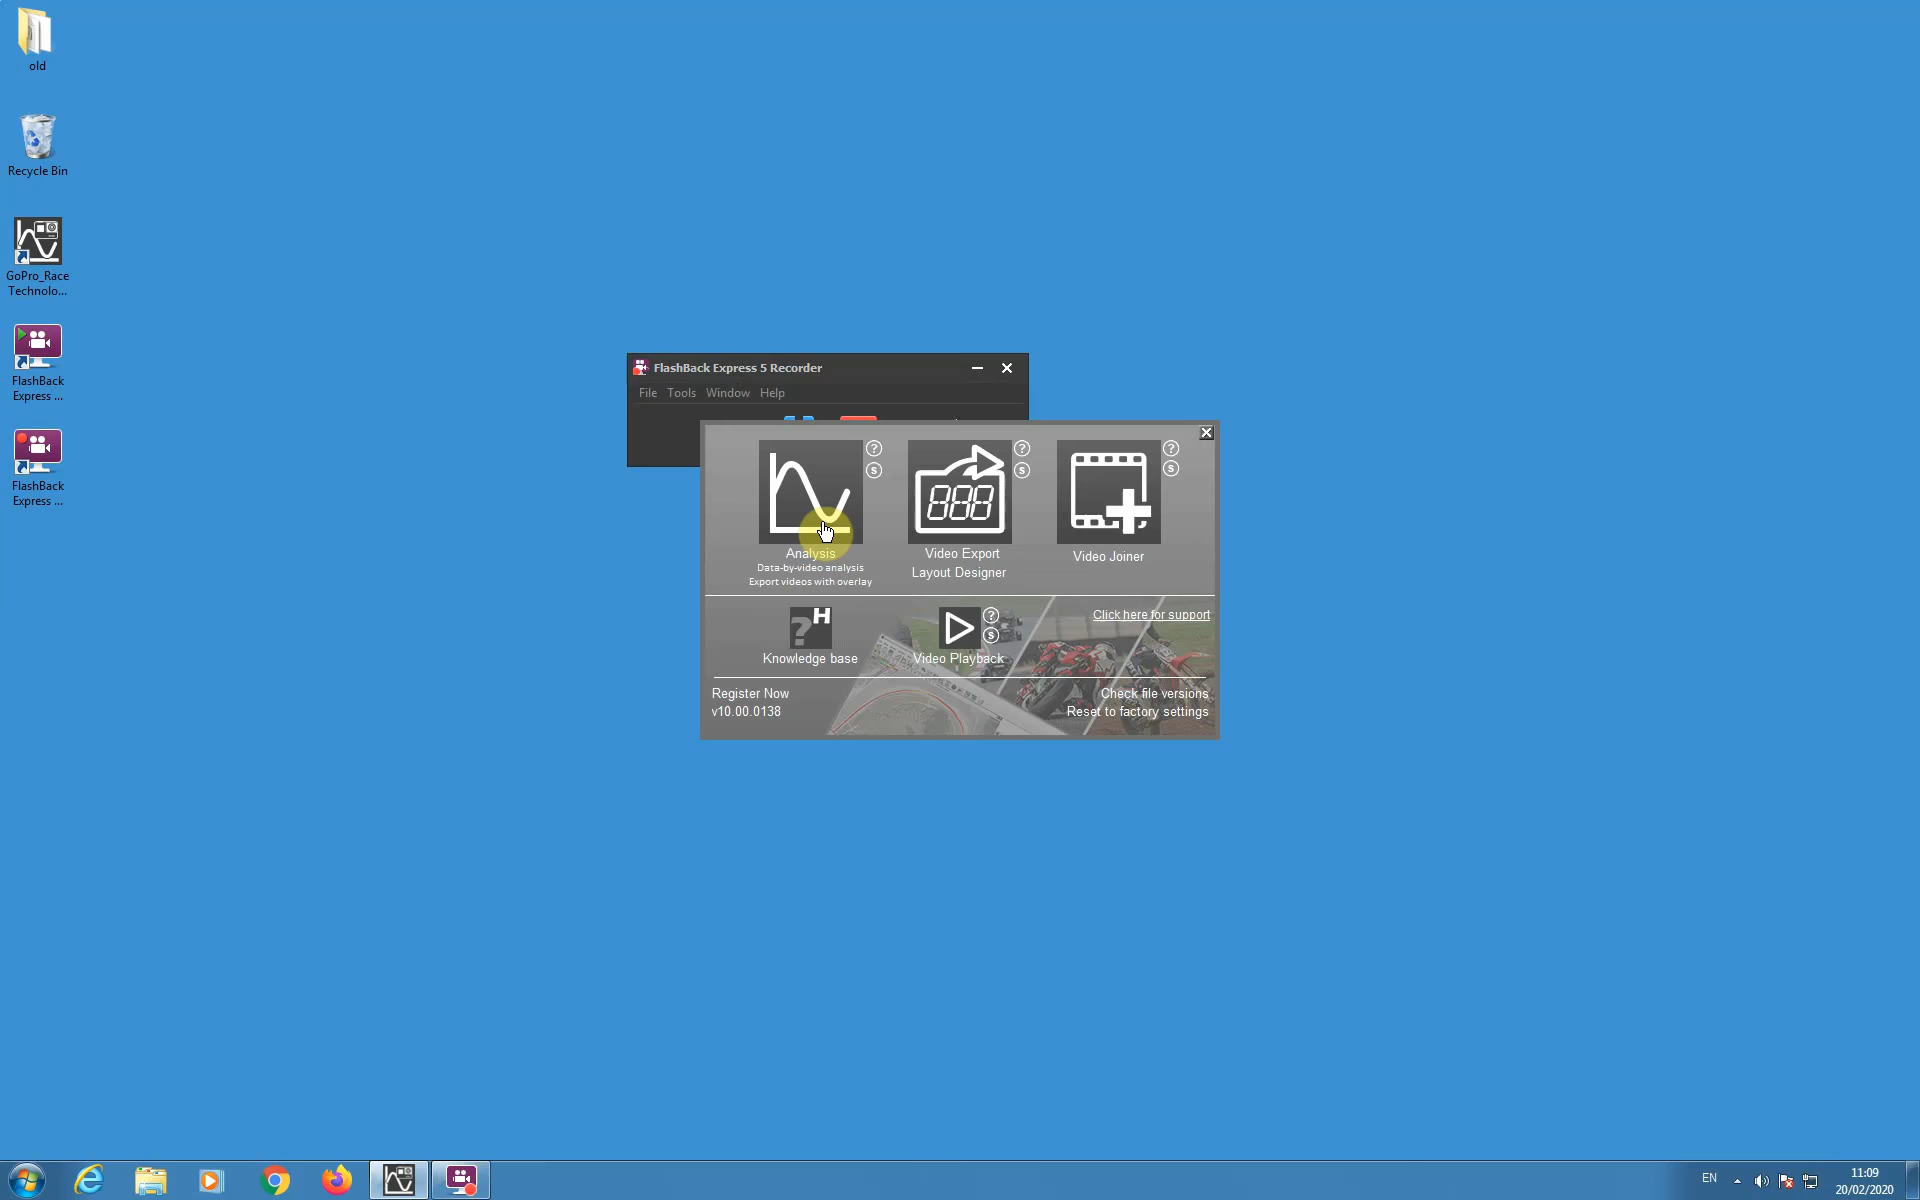 old
Recycle Bin
GoPro_Race
Technolo...
FlashBack
Express ...
FlashBack
Express ...
FlashBack Express 5 Recorder
File Tools Window Help
? ? ?
S S S
888
Analysis
Data-by-video analysis
Export videos with overlay
Video Export
Layout Designer
Video Joiner
?H
Knowledge base
?
S
Video Playback
Click here for support
Register Now
v10.00.0138
Check file versions
Reset to factory settings
EN
11:09
20/02/2020